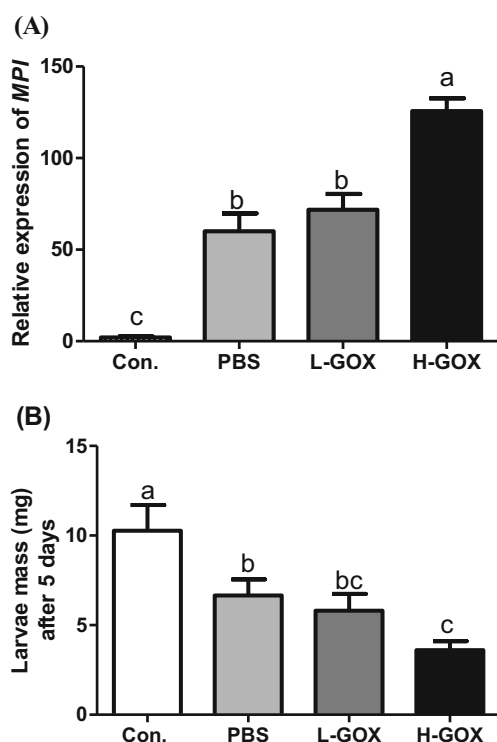 (A)
Relative expression of MPI
150
100
50
0
c
b
b
a
Con.
PBS
L-GOX
H-GOX
(B)
Larvae mass (mg)
after 5 days
15
10
5
0
a
b
bc
c
Con.
PBS
L-GOX
H-GOX